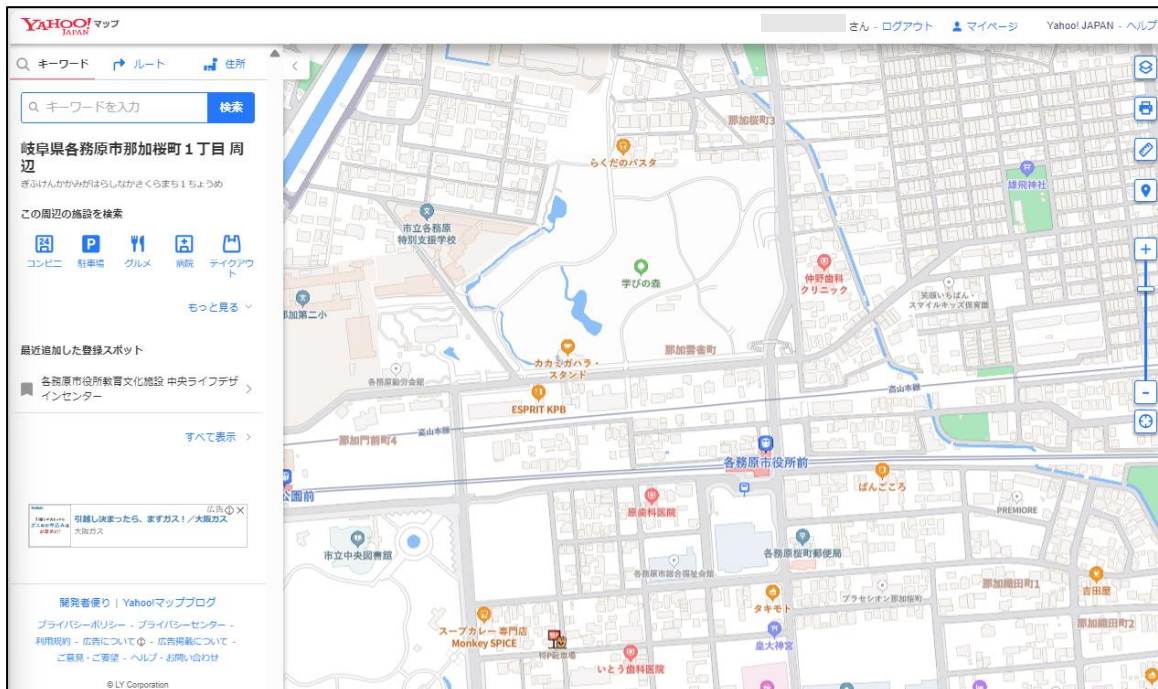 YAHOO! マップ
JAPAN
さん - ログアウト
マイページ
Yahoo! JAPAN - ヘルプ
キーワード
ルート
住所
キーワードを入力
検索
岐阜県各務原市那加桜町１丁目 周
辺
ぎふけんかかみがはらしなかさくらまち１ちょうめ
この周辺の施設を検索
24
コンビニ
P
駐車場
グルメ
病院
テイクアウ
ト
もっと見る
最近追加した登録スポット
各務原市役所教育文化施設 中央ライフデザ
インセンター
すべて表示
広告
引越し決まったら、まずガス！／大阪ガス
大阪ガス
開発者便り | Yahoo!マップブログ
プライバシーポリシー - プライバシーセンター -
利用規約 - 広告について - 広告掲載について -
ご意見・ご要望 - ヘルプ・お問い合わせ
© LY Corporation
那加桜町3
らくだのパスタ
雄飛神社
市立各務原
特別支援学校
学びの森
仲野歯科
クリニック
笑顔いちばん・
スマイルキッズ保育園
那加第二小
カカミガハラ・
スタンド
那加雲雀町
各務原勤労会館
ESPRIT KPB
高山本線
那加門前町4
高山本線
各務原市役所前
公園前
ぱんごころ
原歯科医院
PREMIORE
市立中央図書館
各務原桜町郵便局
各務原市総合福祉会館
プラセシオン那加桜町
那加織田町1
タキモト
吉田屋
那加織田町2
スープカレー 専門店
Monkey SPICE
特P駐車場
いとう歯科医院
皇大神宮